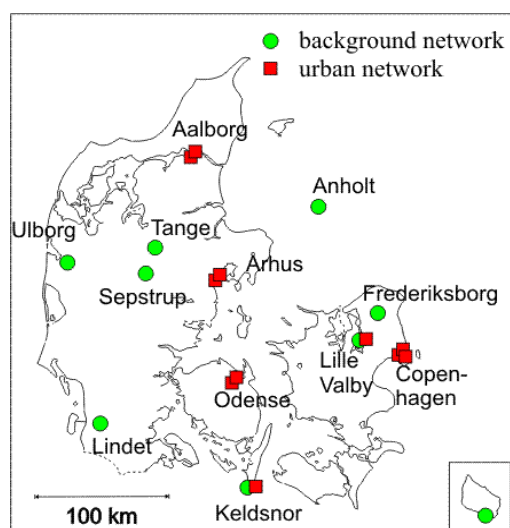 background network
urban network
Aalborg
Anholt
Tange
Ulborg
Århus
Sepstrup
Frederiksborg
Lille
Valby
Copen-
hagen
Odense
Lindet
100 km
Keldsnor